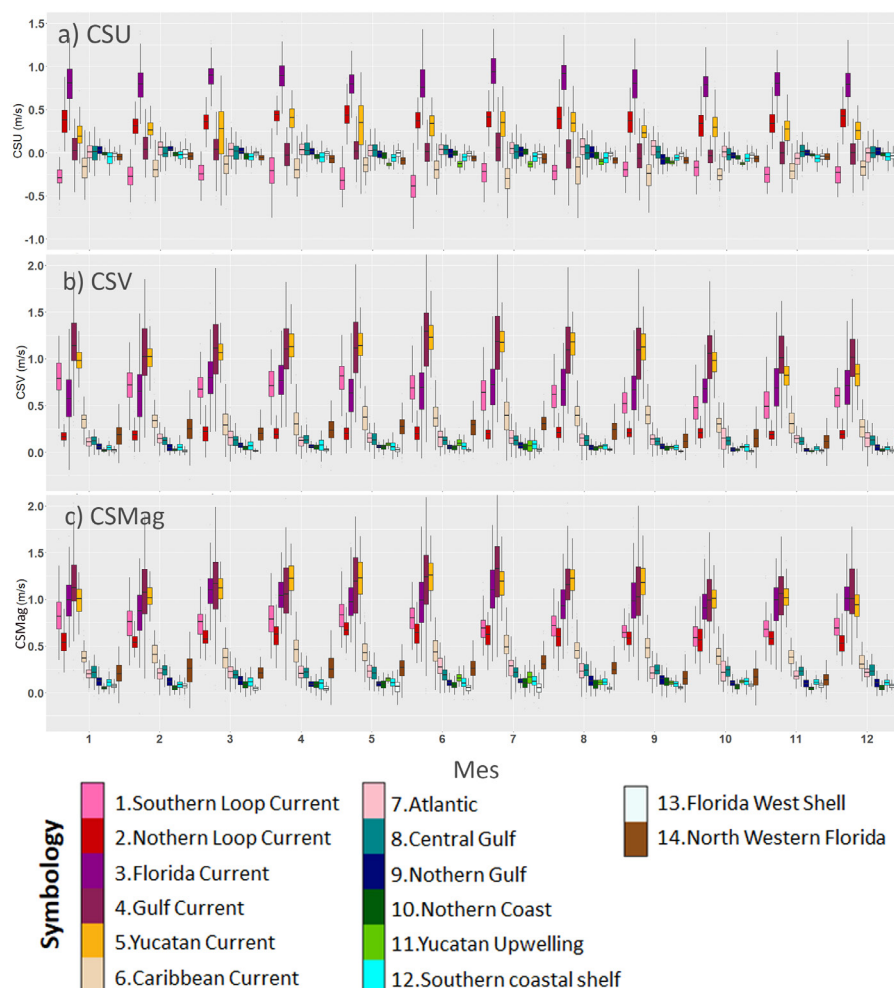 a) CSU
CSU (m/s)
1.5
1.0
0.5
0.0
-0.5
-1.0
b) CSV
CSV (m/s)
2.0
1.5
1.0
0.5
0.0
c) CSMag
CSMag (m/s)
2.0
1.5
1.0
0.5
0.0
1 2 3 4 5 6 7 8 9 10 11 12
Mes
Symbology
1.Southern Loop Current
2.Nothern Loop Current
3.Florida Current
4.Gulf Current
5.Yucatan Current
6.Caribbean Current
7.Atlantic
8.Central Gulf
9.Nothern Gulf
10.Nothern Coast
11.Yucatan Upwelling
12.Southern coastal shelf
13.Florida West Shell
14.North Western Florida